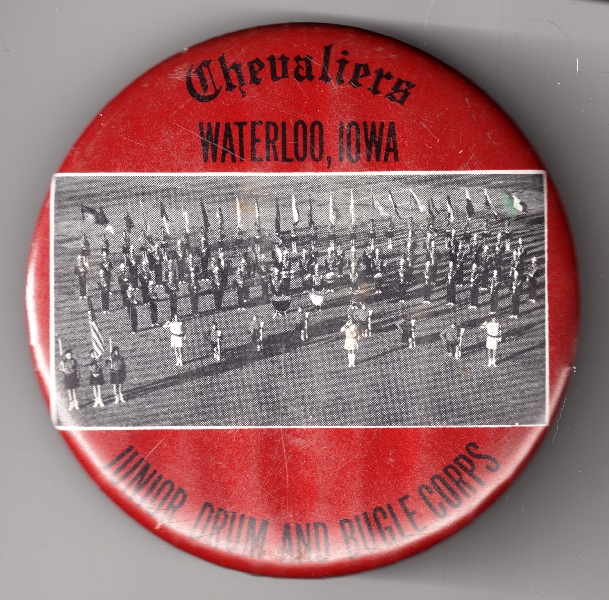 Chevaliers
WATERLOO, IOWA
JUNIOR DRUM AND BUGLE CORPS